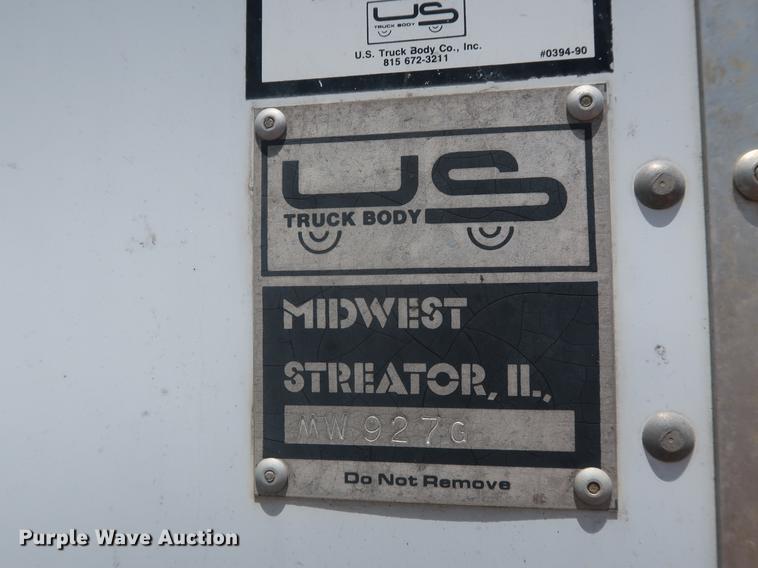 US
TRUCK BODY
U.S. Truck Body Co., Inc.
815 672-3211
#0394-90
US
TRUCK BODY
MIDWEST
STREATOR, IL.,
MW 927G
Do Not Remove
Purple Wave Auction